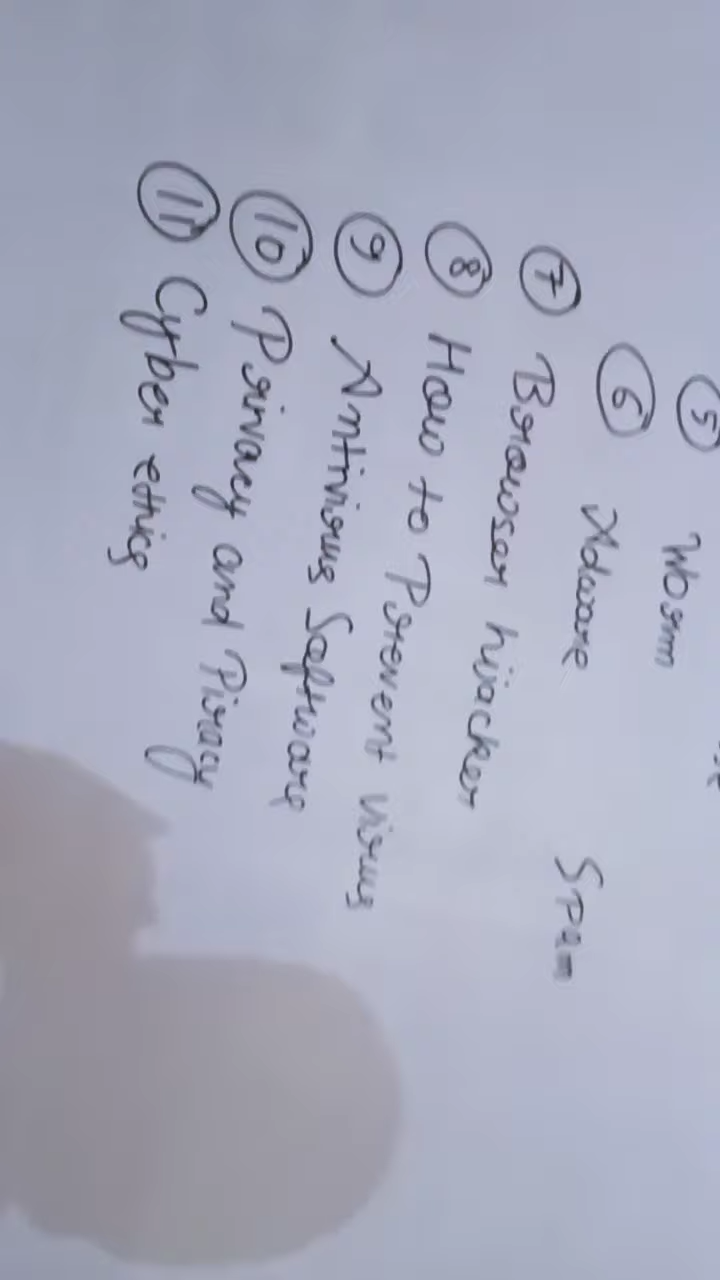 5 Worm
6 Adware Spam
7 Browser hijacker
8 How to Prevent virus
9 Antivirus Software
10 Privacy and Piracy
11 Cyber ethics